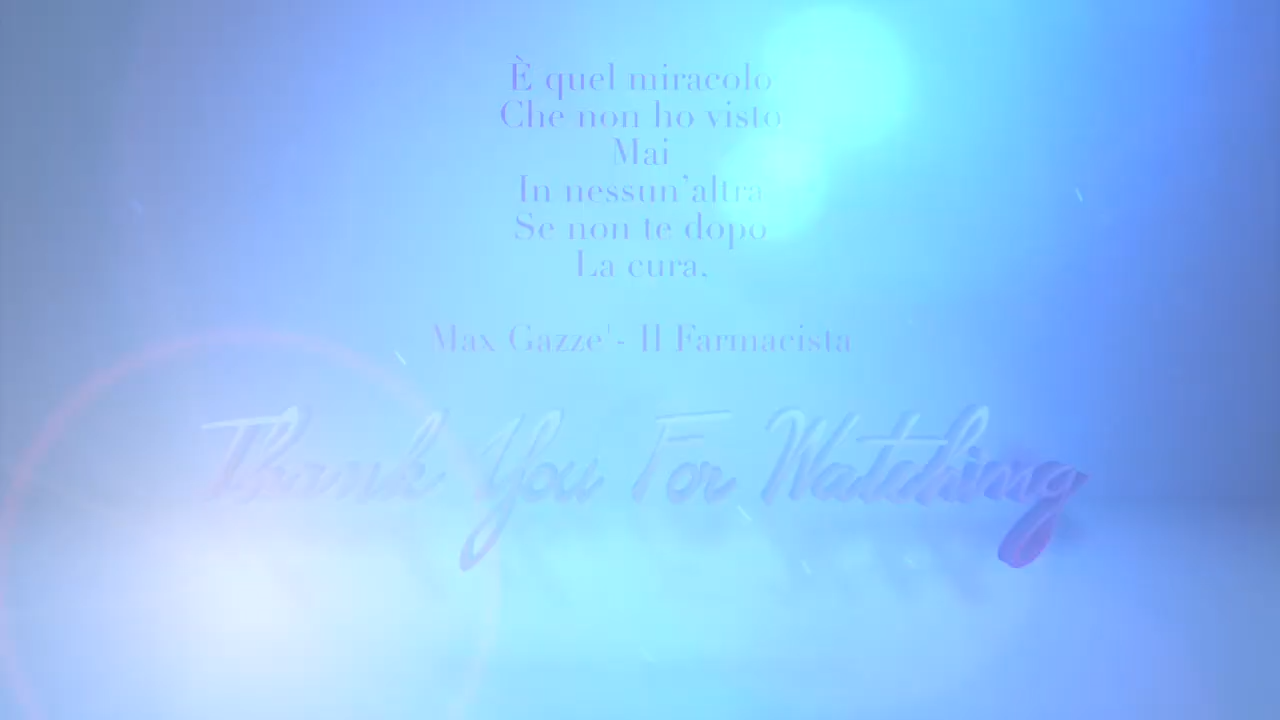 È quel miracolo
Che non ho visto
Mai
In nessun'altra
Se non te dopo
La cura,
Max Gazze'- Il Farmacista
Thank You For Watching